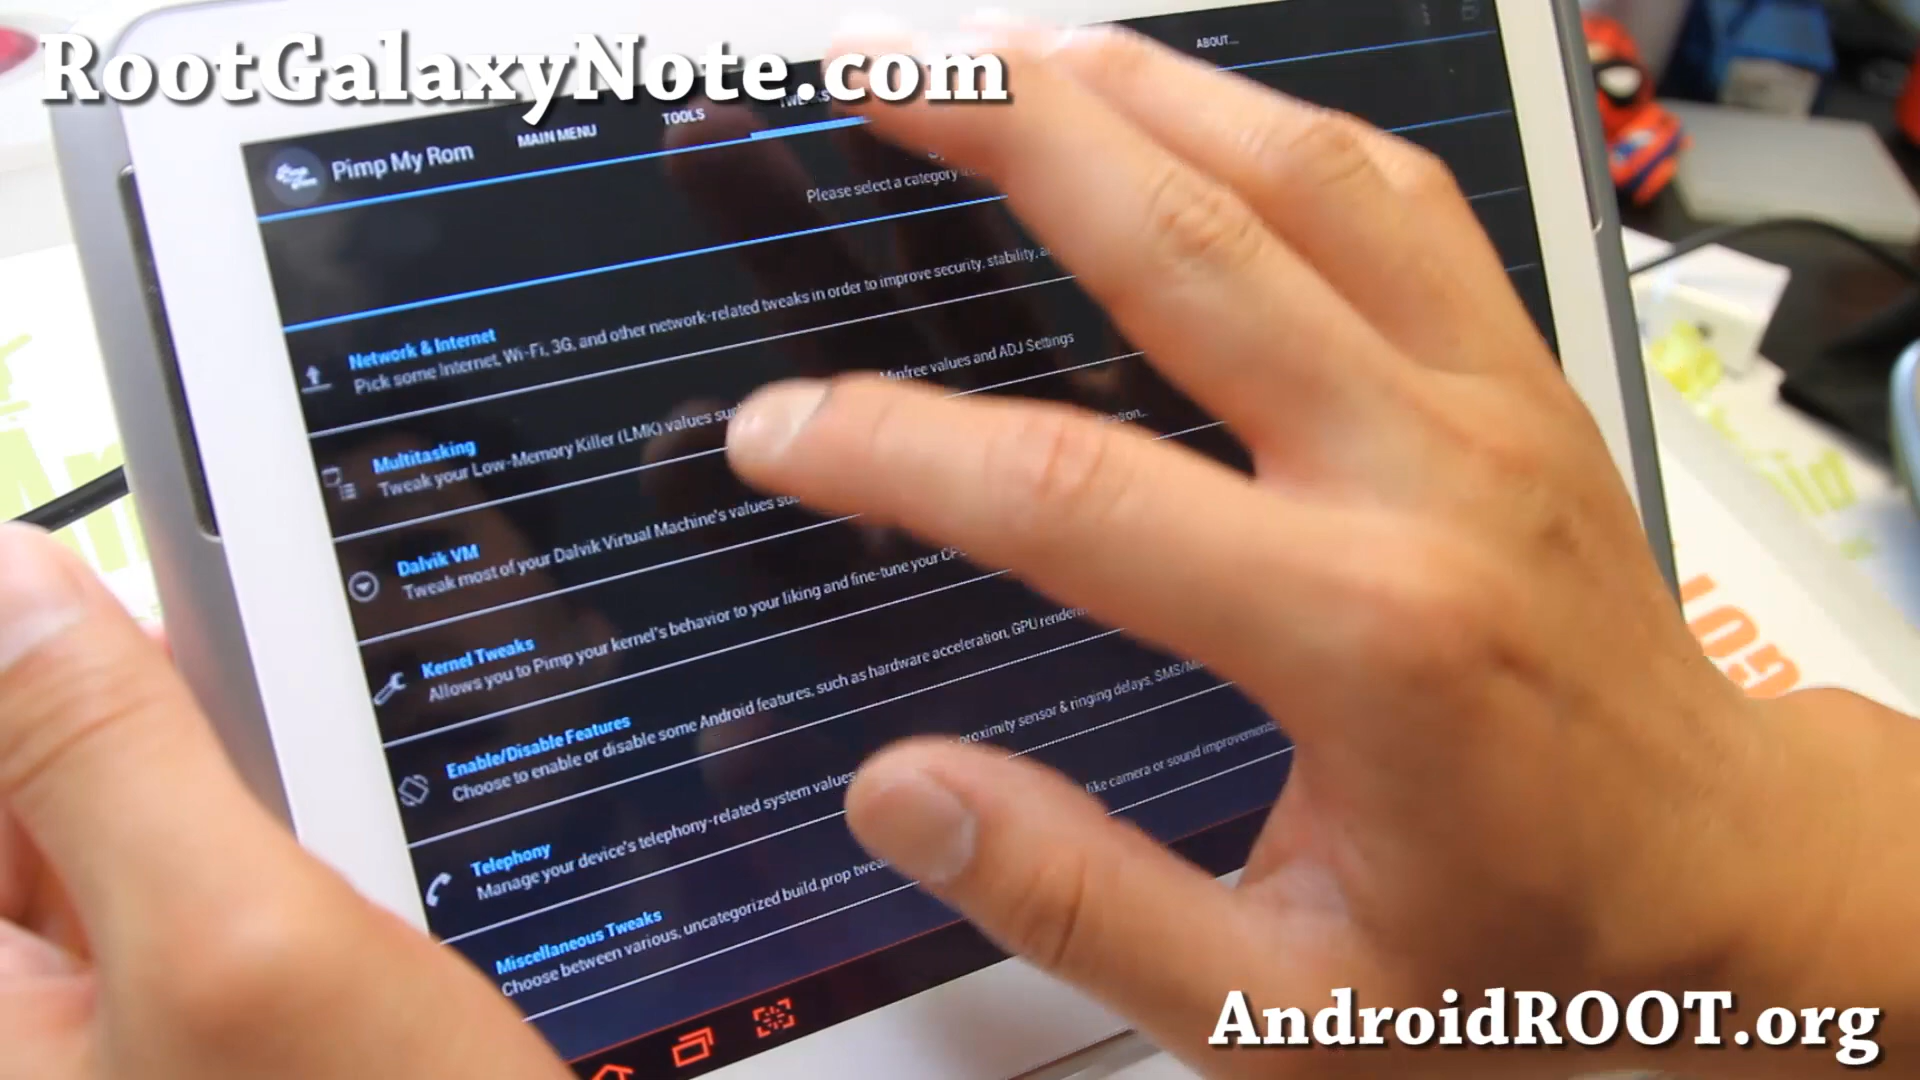 RootGalaxyNote.com
Pimp My Rom
MAIN MENU
TOOLS
TWEAKS
ABOUT...
Please select a category
Network & Internet
Pick some Internet, Wi-Fi, 3G, and other network-related tweaks in order to improve security, stability,
Multitasking
Tweak your Low-Memory Killer (LMK) values such Minfree values and ADJ Settings
Dalvik VM
Tweak most of your Dalvik Virtual Machine's values
Kernel Tweaks
Allows you to Pimp your kernel's behavior to your liking and fine-tune your
Enable/Disable Features
Choose to enable or disable some Android features, such as hardware acceleration, GPU
Telephony
Manage your device's telephony-related system values proximity sensor & ringing delays,
Miscellaneous Tweaks
Choose between various, uncategorized build.prop like camera or sound improvements
AndroidROOT.org